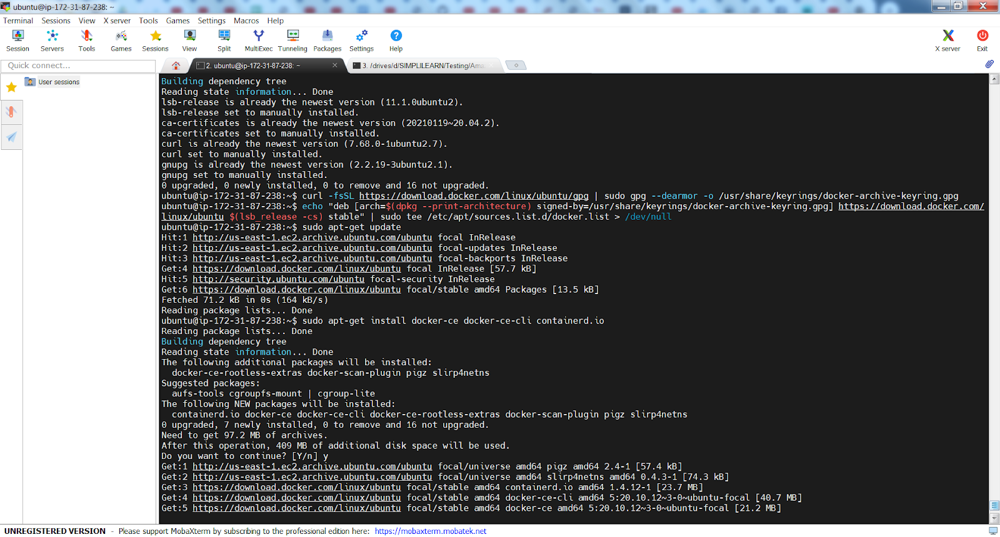 ubuntu@ip-172-31-87-238: ~
Terminal Sessions View X server Tools Games Settings Macros Help
Session Servers Tools Games Sessions View Split MultiExec Tunneling Packages Settings Help X server Exit
Quick connect...
2. ubuntu@ip-172-31-87-238: ~
3. /drives/d/SIMPLILEARN/Testing/Ama
User sessions
Building dependency tree
Reading state information... Done
lsb-release is already the newest version (11.1.0ubuntu2).
lsb-release set to manually installed.
ca-certificates is already the newest version (20210119~20.04.2).
ca-certificates set to manually installed.
curl is already the newest version (7.68.0-1ubuntu2.7).
curl set to manually installed.
gnupg is already the newest version (2.2.19-3ubuntu2.1).
gnupg set to manually installed.
0 upgraded, 0 newly installed, 0 to remove and 16 not upgraded.
ubuntu@ip-172-31-87-238:~$ curl -fsSL https://download.docker.com/linux/ubuntu/gpg | sudo gpg --dearmor -o /usr/share/keyrings/docker-archive-keyring.gpg
ubuntu@ip-172-31-87-238:~$ echo "deb [arch=$(dpkg --print-architecture) signed-by=/usr/share/keyrings/docker-archive-keyring.gpg] https://download.docker.com/
linux/ubuntu $(lsb_release -cs) stable" | sudo tee /etc/apt/sources.list.d/docker.list > /dev/null
ubuntu@ip-172-31-87-238:~$ sudo apt-get update
Hit:1 http://us-east-1.ec2.archive.ubuntu.com/ubuntu focal InRelease
Hit:2 http://us-east-1.ec2.archive.ubuntu.com/ubuntu focal-updates InRelease
Hit:3 http://us-east-1.ec2.archive.ubuntu.com/ubuntu focal-backports InRelease
Get:4 https://download.docker.com/linux/ubuntu focal InRelease [57.7 kB]
Hit:5 http://security.ubuntu.com/ubuntu focal-security InRelease
Get:6 https://download.docker.com/linux/ubuntu focal/stable amd64 Packages [13.5 kB]
Fetched 71.2 kB in 0s (164 kB/s)
Reading package lists... Done
ubuntu@ip-172-31-87-238:~$ sudo apt-get install docker-ce docker-ce-cli containerd.io
Reading package lists... Done
Building dependency tree
Reading state information... Done
The following additional packages will be installed:
docker-ce-rootless-extras docker-scan-plugin pigz slirp4netns
Suggested packages:
aufs-tools cgroupfs-mount | cgroup-lite
The following NEW packages will be installed:
containerd.io docker-ce docker-ce-cli docker-ce-rootless-extras docker-scan-plugin pigz slirp4netns
0 upgraded, 7 newly installed, 0 to remove and 16 not upgraded.
Need to get 97.2 MB of archives.
After this operation, 409 MB of additional disk space will be used.
Do you want to continue? [Y/n] y
Get:1 http://us-east-1.ec2.archive.ubuntu.com/ubuntu focal/universe amd64 pigz amd64 2.4-1 [57.4 kB]
Get:2 http://us-east-1.ec2.archive.ubuntu.com/ubuntu focal/universe amd64 slirp4netns amd64 0.4.3-1 [74.3 kB]
Get:3 https://download.docker.com/linux/ubuntu focal/stable amd64 containerd.io amd64 1.4.12-1 [23.7 MB]
Get:4 https://download.docker.com/linux/ubuntu focal/stable amd64 docker-ce-cli amd64 5:20.10.12~3-0~ubuntu-focal [40.7 MB]
Get:5 https://download.docker.com/linux/ubuntu focal/stable amd64 docker-ce amd64 5:20.10.12~3-0~ubuntu-focal [21.2 MB]
UNREGISTERED VERSION - Please support MobaXterm by subscribing to the professional edition here: https://mobaxterm.mobatek.net